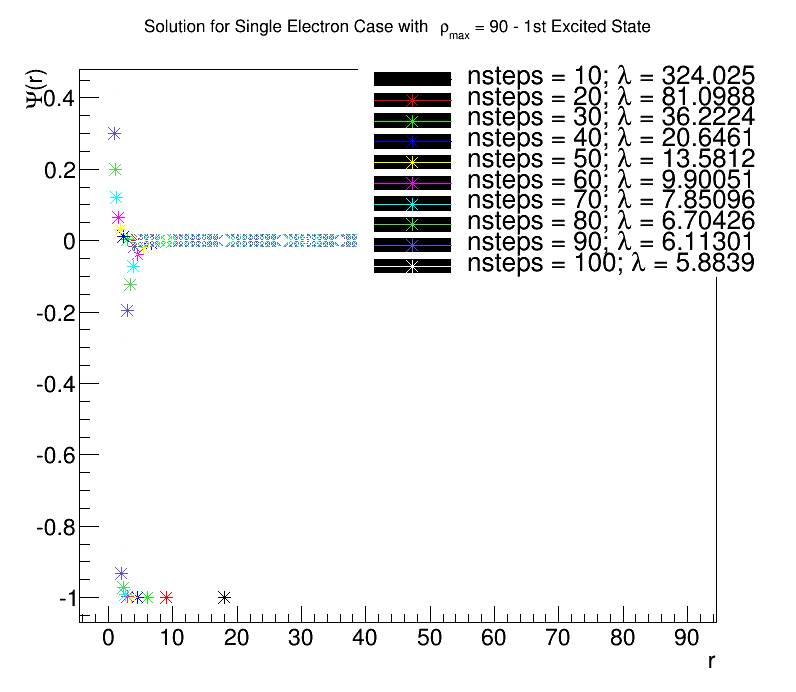 Solution for Single Electron Case with ρmax = 90 - 1st Excited State
Ψ(r)
nsteps = 10; λ = 324.025
nsteps = 20; λ = 81.0988
nsteps = 30; λ = 36.2224
nsteps = 40; λ = 20.6461
nsteps = 50; λ = 13.5812
nsteps = 60; λ = 9.90051
nsteps = 70; λ = 7.85096
nsteps = 80; λ = 6.70426
nsteps = 90; λ = 6.11301
nsteps = 100; λ = 5.8839
0.4
0.2
0
-0.2
-0.4
-0.6
-0.8
-1
0 10 20 30 40 50 60 70 80 90
r